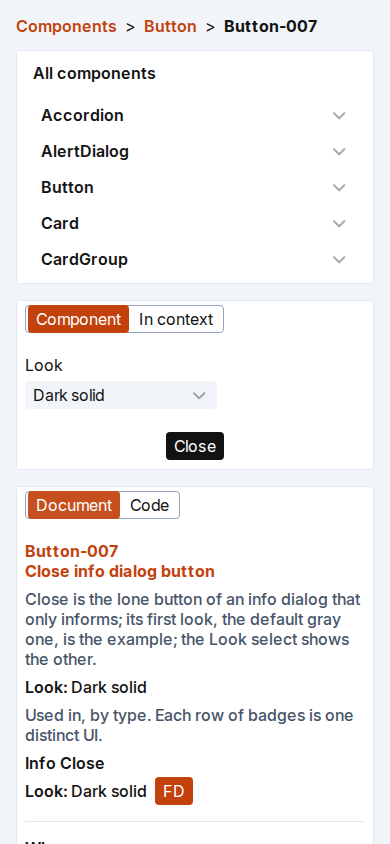 Components > Button > Button-007
All components
Accordion
AlertDialog
Button
Card
CardGroup
Component In context
Look
Dark solid
Close
Document Code
Button-007
Close info dialog button
Close is the lone button of an info dialog that
only informs; its first look, the default gray
one, is the example; the Look select shows
the other.
Look: Dark solid
Used in, by type. Each row of badges is one
distinct UI.
Info Close
Look: Dark solid FD